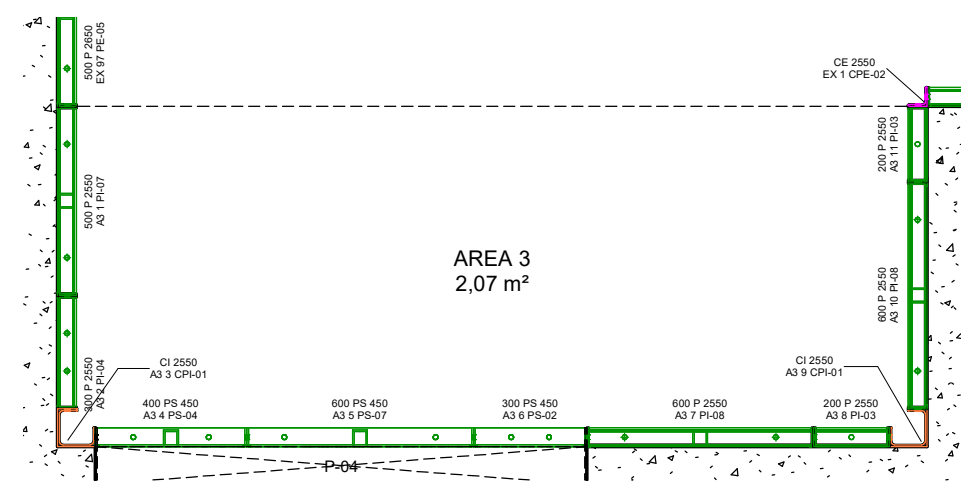 500 P 2650
EX 97 PE-05
CE 2550
EX 1 CPE-02
200 P 2550
A3 11 PI-03
500 P 2550
A3 1 PI-07
AREA 3
2,07 m²
600 P 2550
A3 10 PI-08
300 P 2550
A3 2 PI-04
CI 2550
A3 3 CPI-01
CI 2550
A3 9 CPI-01
400 PS 450
A3 4 PS-04
600 PS 450
A3 5 PS-07
300 PS 450
A3 6 PS-02
600 P 2550
A3 7 PI-08
200 P 2550
A3 8 PI-03
P-04